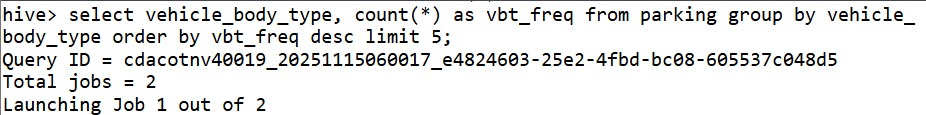 hive> select vehicle_body_type, count(*) as vbt_freq from parking group by vehicle_
body_type order by vbt_freq desc limit 5;
Query ID = cdacotnv40019_20251115060017_e4824603-25e2-4fbd-bc08-605537c048d5
Total jobs = 2
Launching Job 1 out of 2